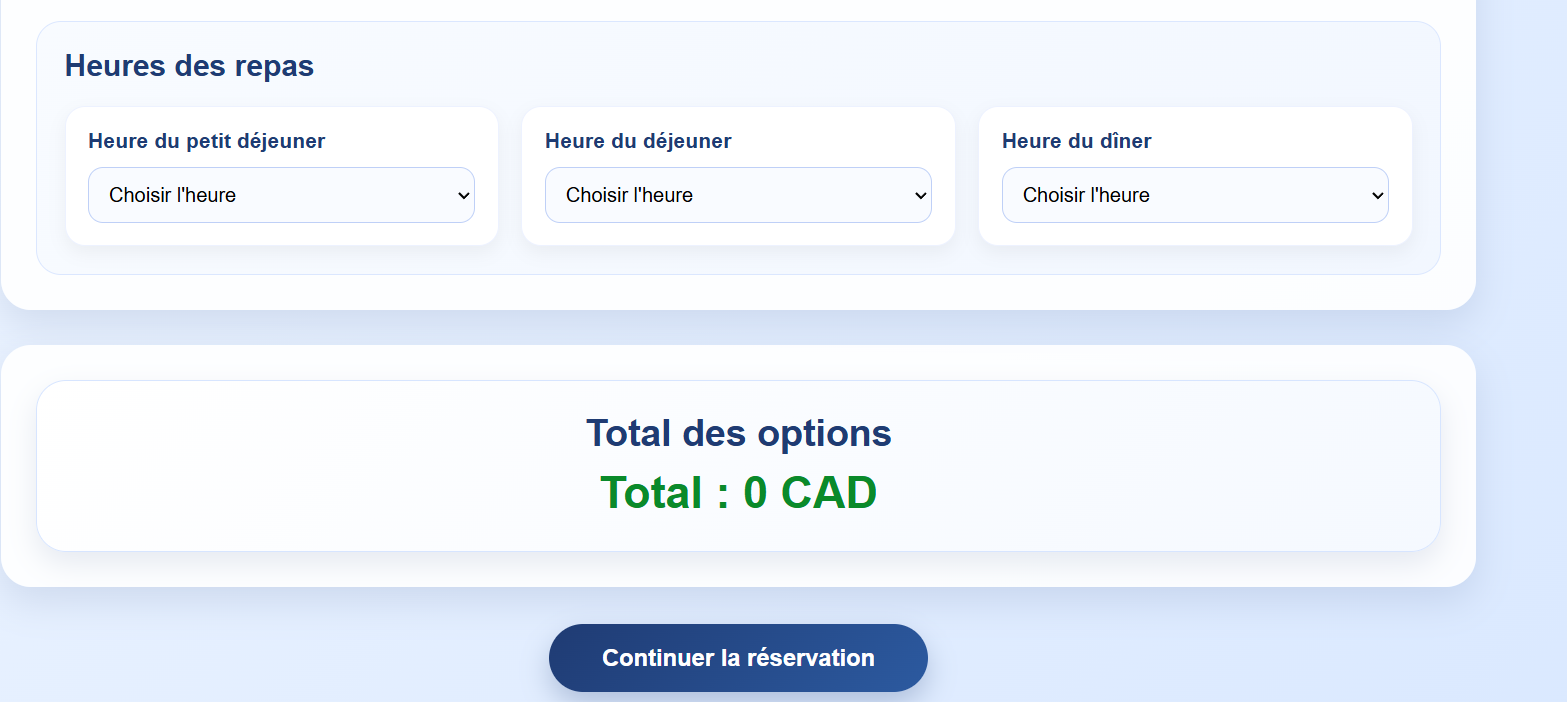 Heures des repas
Heure du petit déjeuner
Heure du déjeuner
Heure du dîner
Choisir l'heure
Choisir l'heure
Choisir l'heure
Total des options
Total : 0 CAD
Continuer la réservation